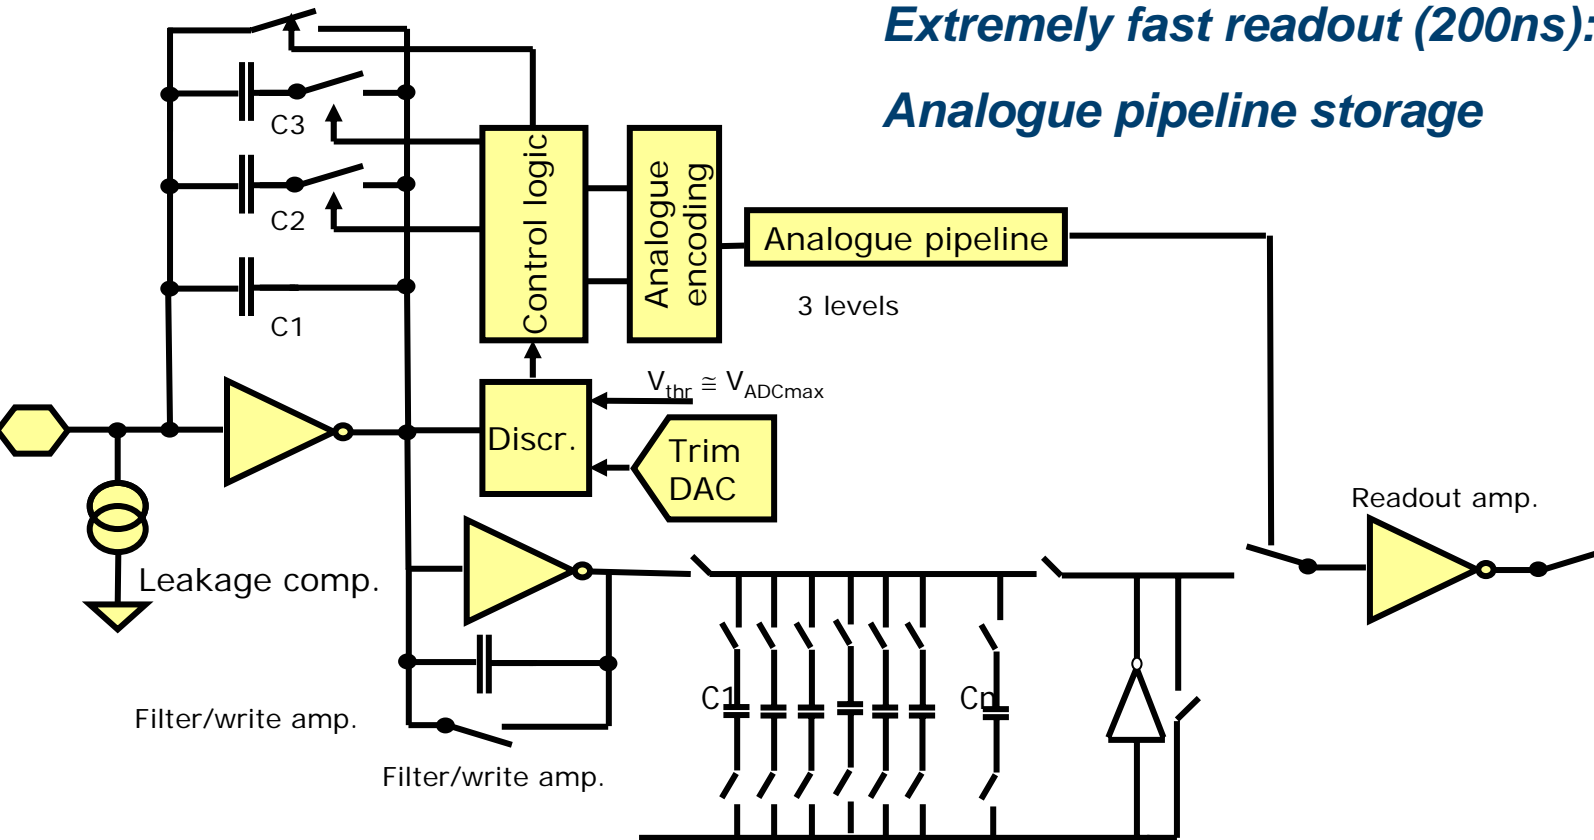 Extremely fast readout (200ns):
Analogue pipeline storage
C3
C2
C1
Control logic
Analogue
encoding
Analogue pipeline
3 levels
Vthr ≅ VADCmax
Discr.
Trim
DAC
Readout amp.
Leakage comp.
C1
Cn
Filter/write amp.
Filter/write amp.